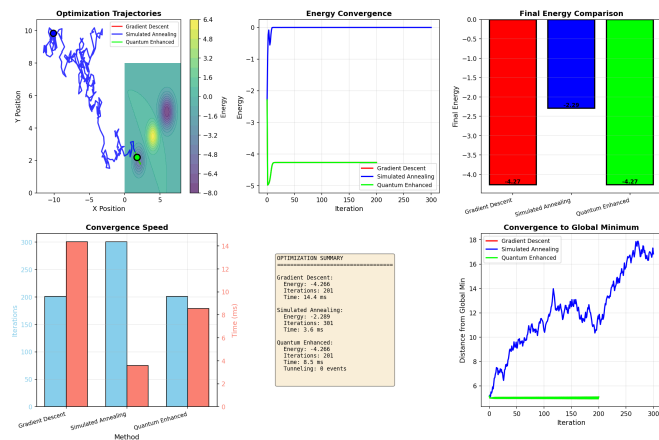 Optimization Trajectories
Gradient Descent
Simulated Annealing
Quantum Enhanced
10
8
6
4
2
0
-10
-5
0
5
X Position
Y Position
6.4
4.8
3.2
1.6
0.0
-1.6
-3.2
-4.8
-6.4
-8.0
Energy
Energy Convergence
0
-1
-2
-3
-4
-5
Energy
0
50
100
150
200
250
300
Iteration
Gradient Descent
Simulated Annealing
Quantum Enhanced
Final Energy Comparison
0.0
-0.5
-1.0
-1.5
-2.0
-2.5
-3.0
-3.5
-4.0
Final Energy
-4.27
-2.29
-4.27
Gradient Descent
Simulated Annealing
Quantum Enhanced
Convergence Speed
300
250
200
150
100
50
0
Iterations
14
12
10
8
6
4
2
0
Time (ms)
Gradient Descent
Simulated Annealing
Quantum Enhanced
Method
OPTIMIZATION SUMMARY
===================================
Gradient Descent:
Energy: -4.266
Iterations: 201
Time: 14.4 ms
Simulated Annealing:
Energy: -2.289
Iterations: 301
Time: 3.6 ms
Quantum Enhanced:
Energy: -4.266
Iterations: 201
Time: 8.5 ms
Tunneling: 0 events
Convergence to Global Minimum
Gradient Descent
Simulated Annealing
Quantum Enhanced
18
16
14
12
10
8
6
Distance from Global Min
0
50
100
150
200
250
300
Iteration